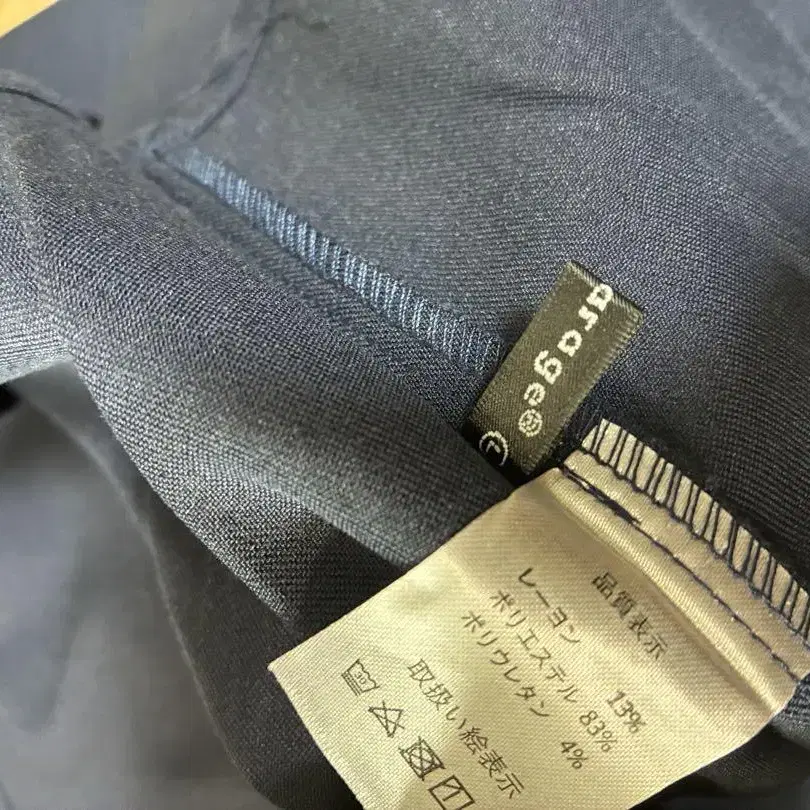 arage®
品質表示
レーヨン 13%
ポリエステル 83%
ポリウレタン 4%
取扱い絵表示